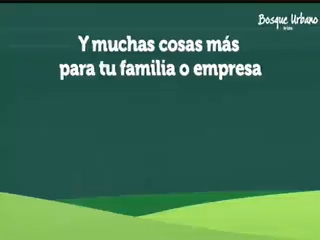 Bosque Urbano
Y muchas cosas más
para tu familia o empresa